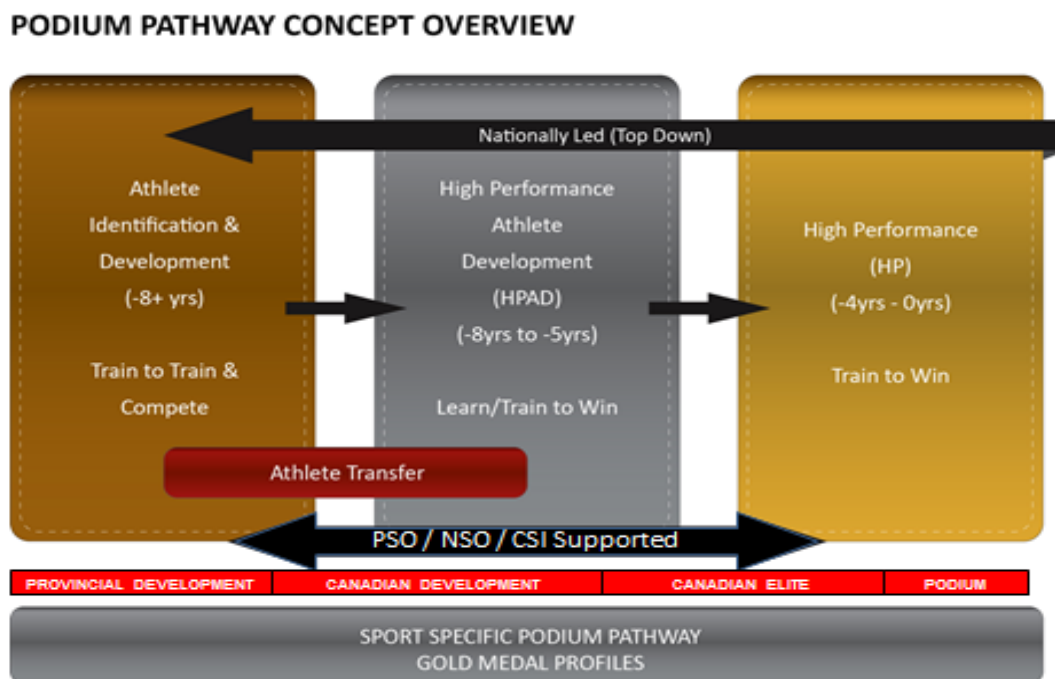 PODIUM PATHWAY CONCEPT OVERVIEW
Nationally Led (Top Down)
Athlete
Identification &
Development
(-8+ yrs)
Train to Train &
Compete
High Performance
Athlete
Development
(HPAD)
(-8yrs to -5yrs)
Learn/Train to Win
High Performance
(HP)
(-4yrs - 0yrs)
Train to Win
Athlete Transfer
PSO / NSO / CSI Supported
PROVINCIAL DEVELOPMENT
CANADIAN DEVELOPMENT
CANADIAN ELITE
PODIUM
SPORT SPECIFIC PODIUM PATHWAY
GOLD MEDAL PROFILES